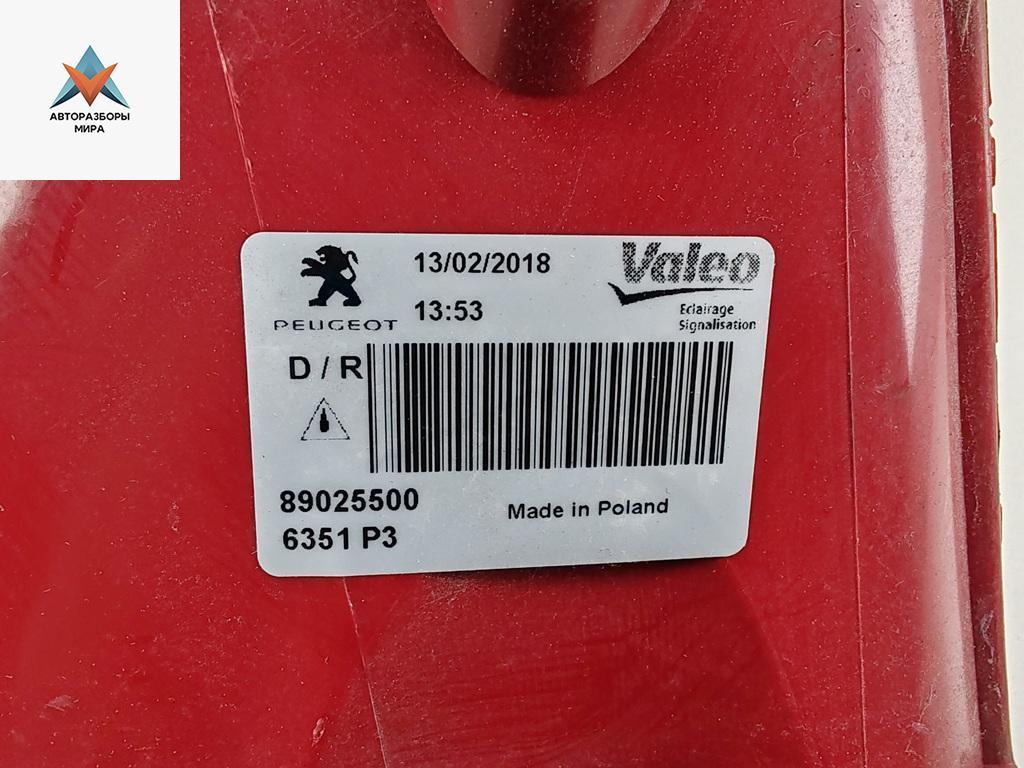 АВТОРАЗБОРЫ
МИРА
PEUGEOT
13/02/2018
13:53
Valeo
Eclairage
Signalisation
D / R
89025500
6351 P3
Made in Poland